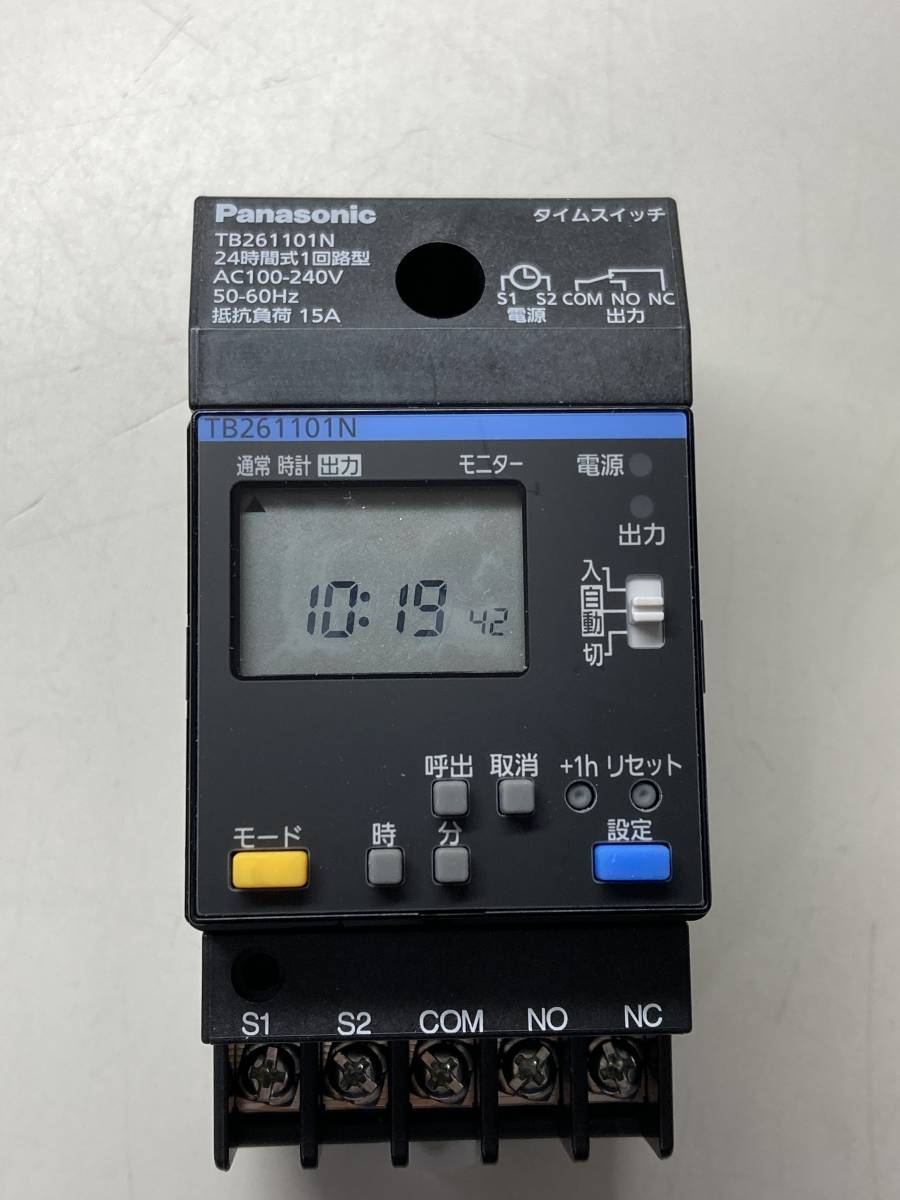 Panasonic
タイムスイッチ
TB261101N
24時間式1回路型
AC100-240V
50-60Hz
抵抗負荷 15A
S1 S2 COM NO NC
電源 出力
TB261101N
通常 時計 出力 モニター 電源
出力
入
自動
切
10:19 42
呼出 取消 +1h リセット
モード 時 分 設定
S1 S2 COM NO NC